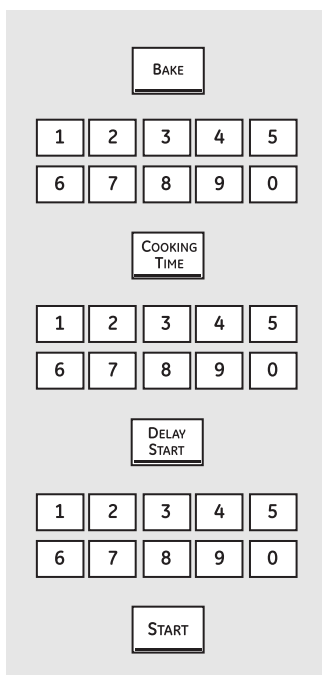 BAKE
1 2 3 4 5
6 7 8 9 0
COOKING
TIME
1 2 3 4 5
6 7 8 9 0
DELAY
START
1 2 3 4 5
6 7 8 9 0
START